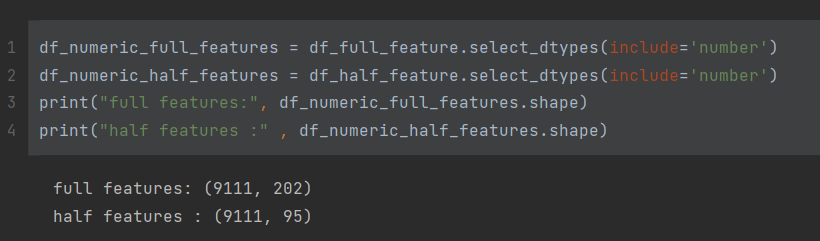 1 df_numeric_full_features = df_full_feature.select_dtypes(include='number')
2 df_numeric_half_features = df_half_feature.select_dtypes(include='number')
3 print("full features:", df_numeric_full_features.shape)
4 print("half features :" , df_numeric_half_features.shape)
full features: (9111, 202)
half features : (9111, 95)